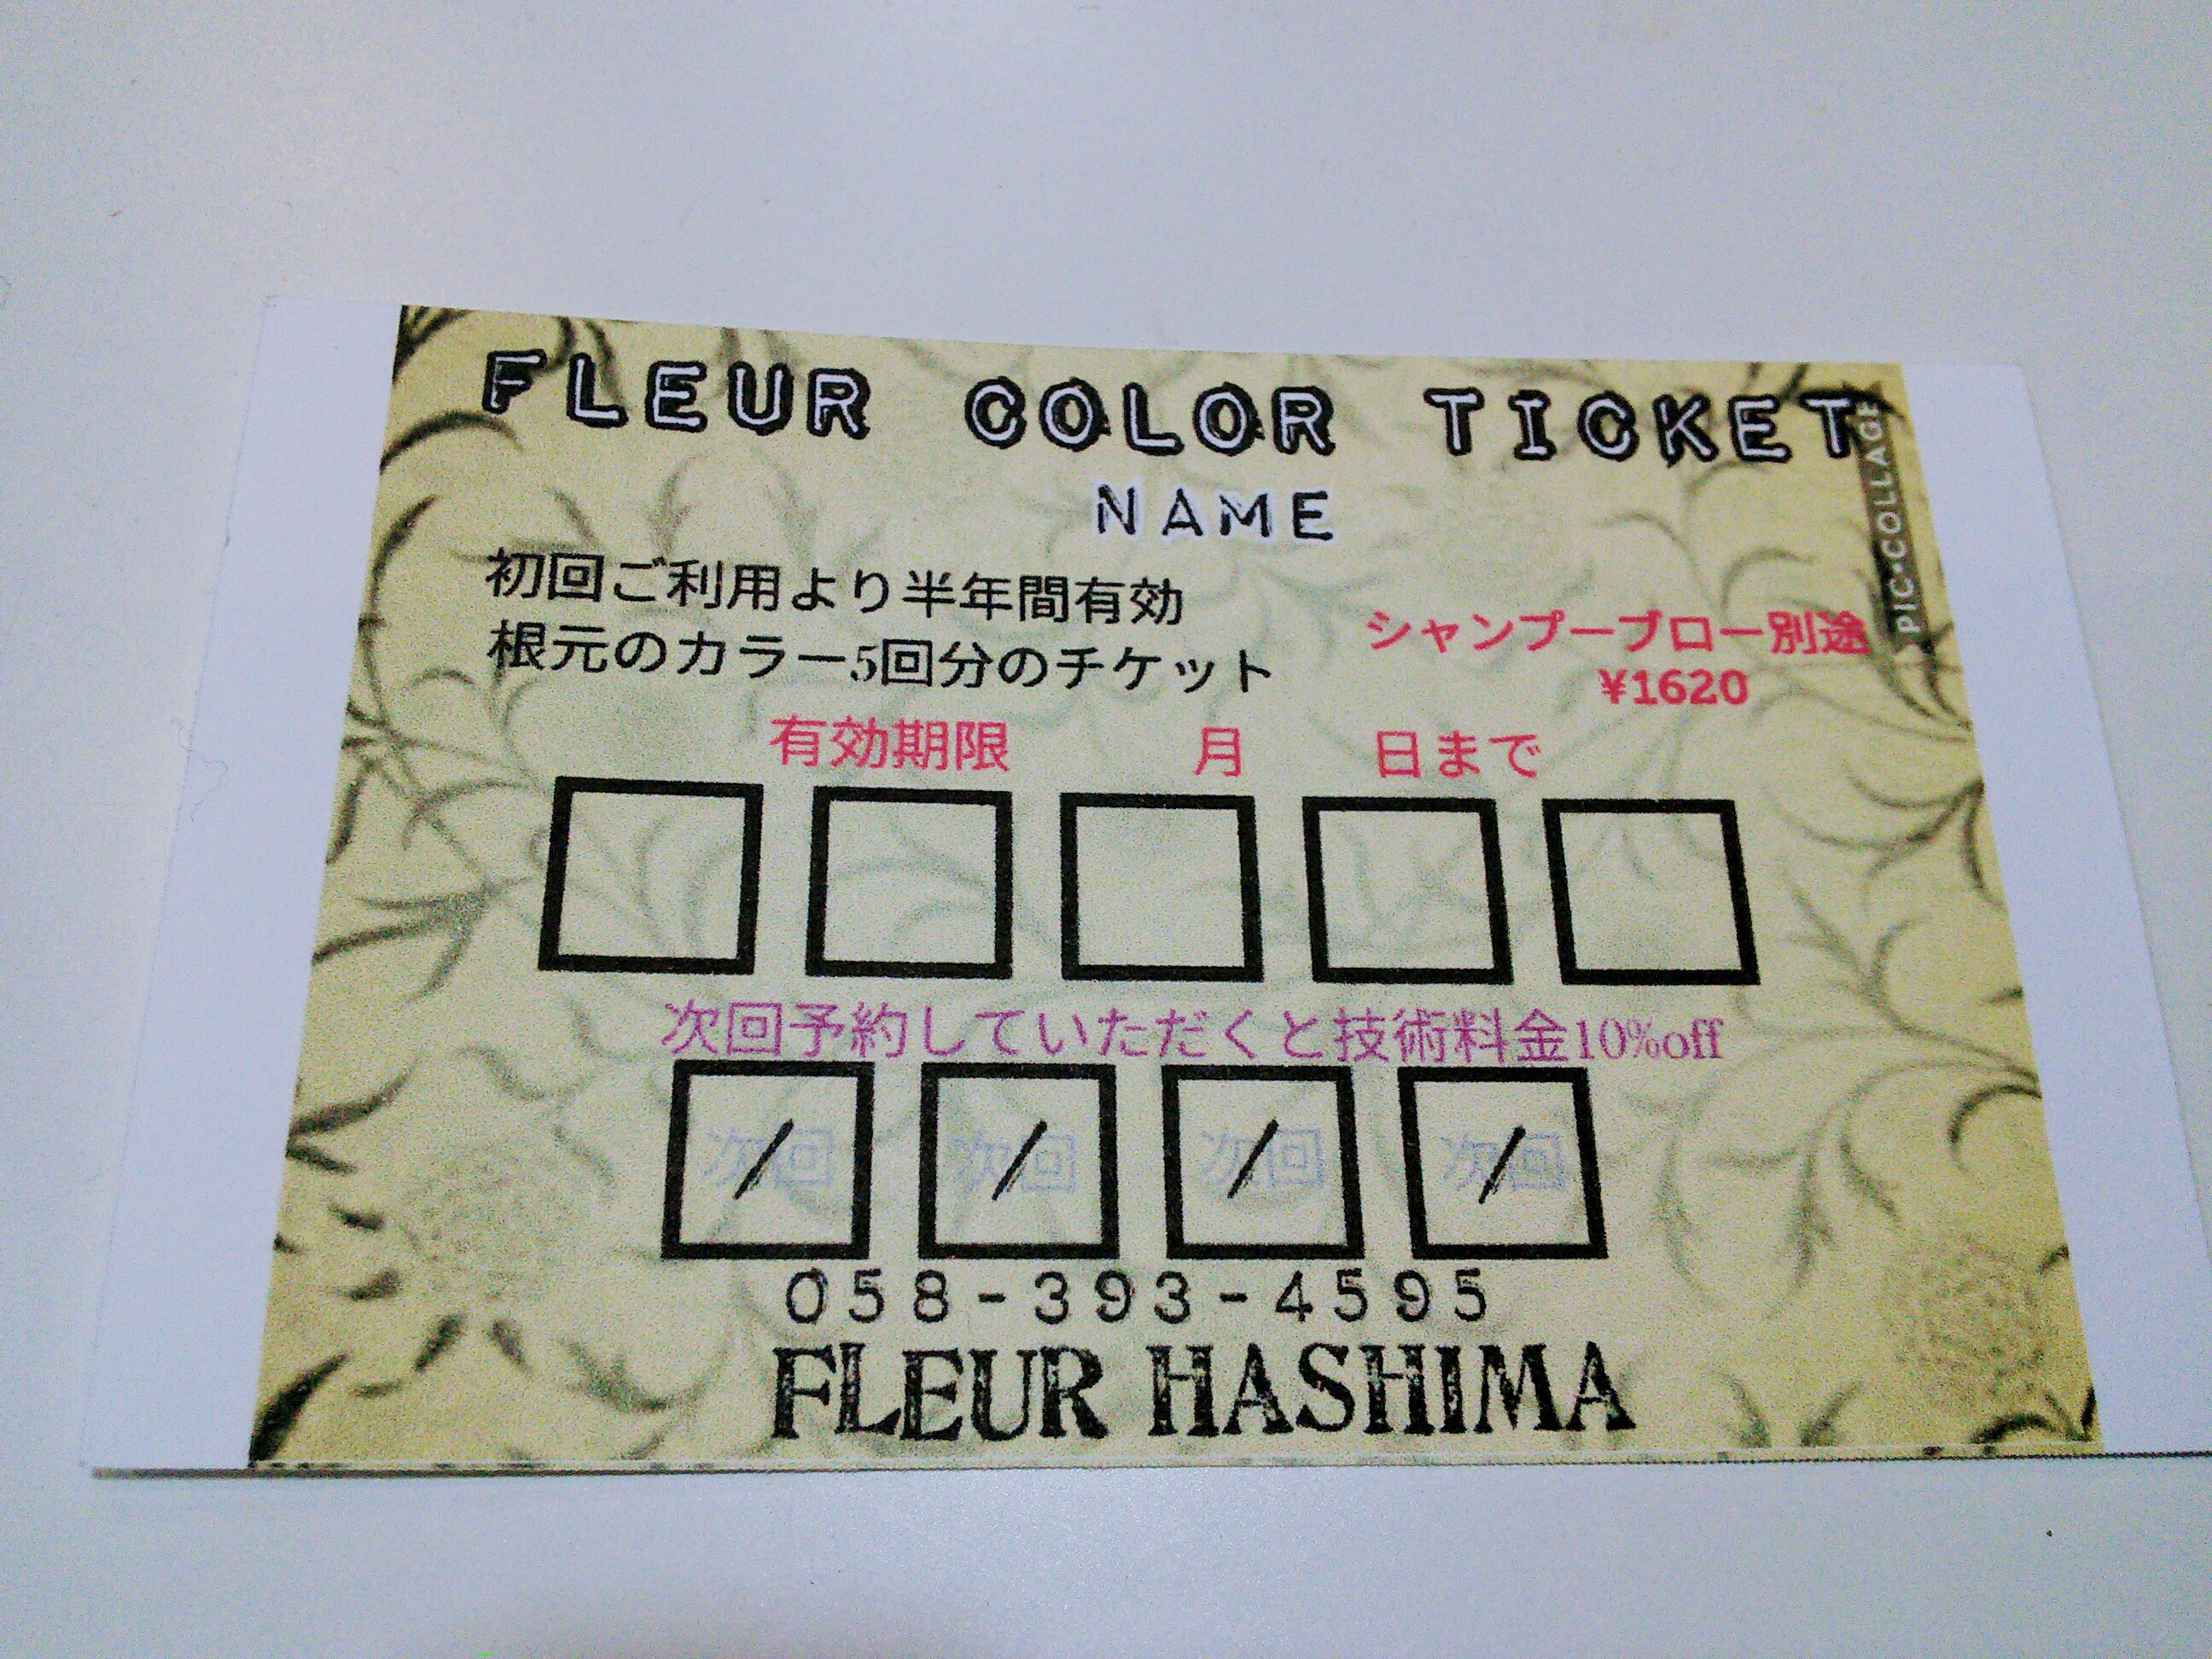 FLEUR COLOR TICKET
NAME
初回ご利用より半年間有効
根元のカラー5回分のチケット
シャンプーブロー別途
¥1620
有効期限 月 日まで
次回予約していただくと技術料金10%off
次回 / 次回 / 次回 / 次回 /
058-393-4595
FLEUR HASHIMA
PIC•COLLAGE